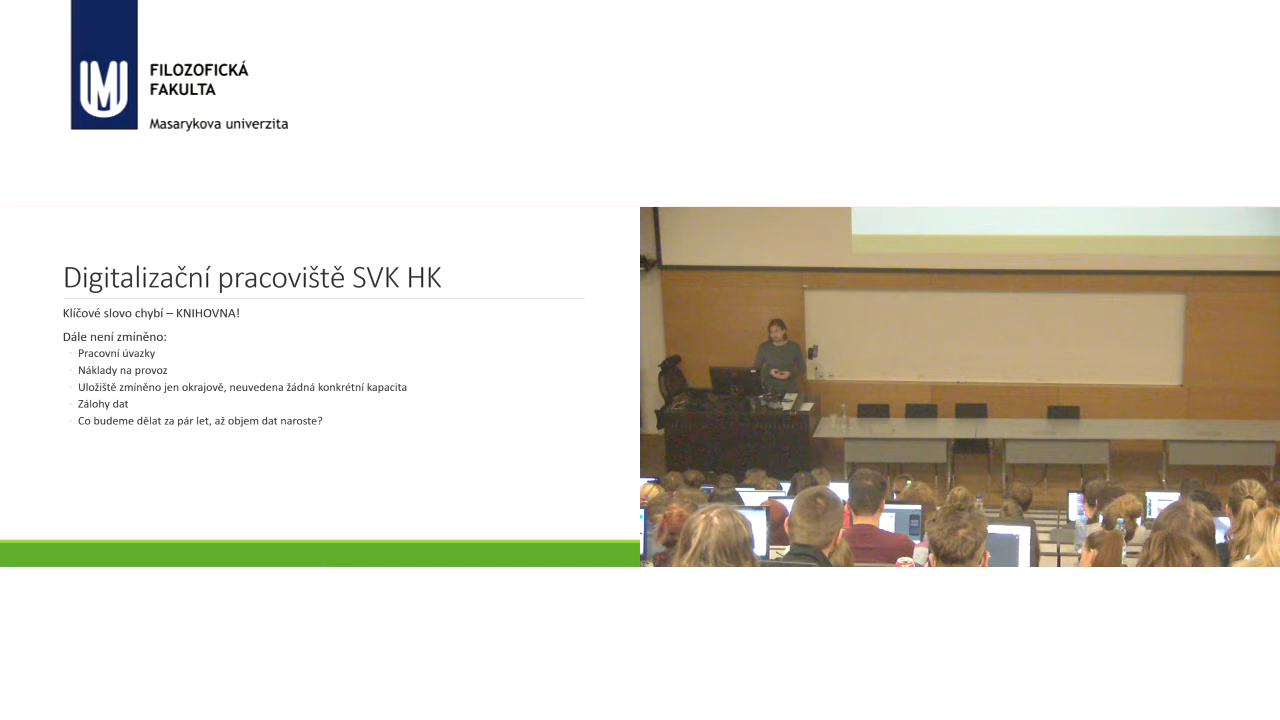 FILOZOFICKÁ
FAKULTA
Masarykova univerzita
Digitalizační pracoviště SVK HK
Klíčové slovo chybí – KNIHOVNA!
Dále není zmíněno:
Pracovní úvazky
Náklady na provoz
Uložiště zmíněno jen okrajově, neuvedena žádná konkrétní kapacita
Zálohy dat
Co budeme dělat za pár let, až objem dat naroste?